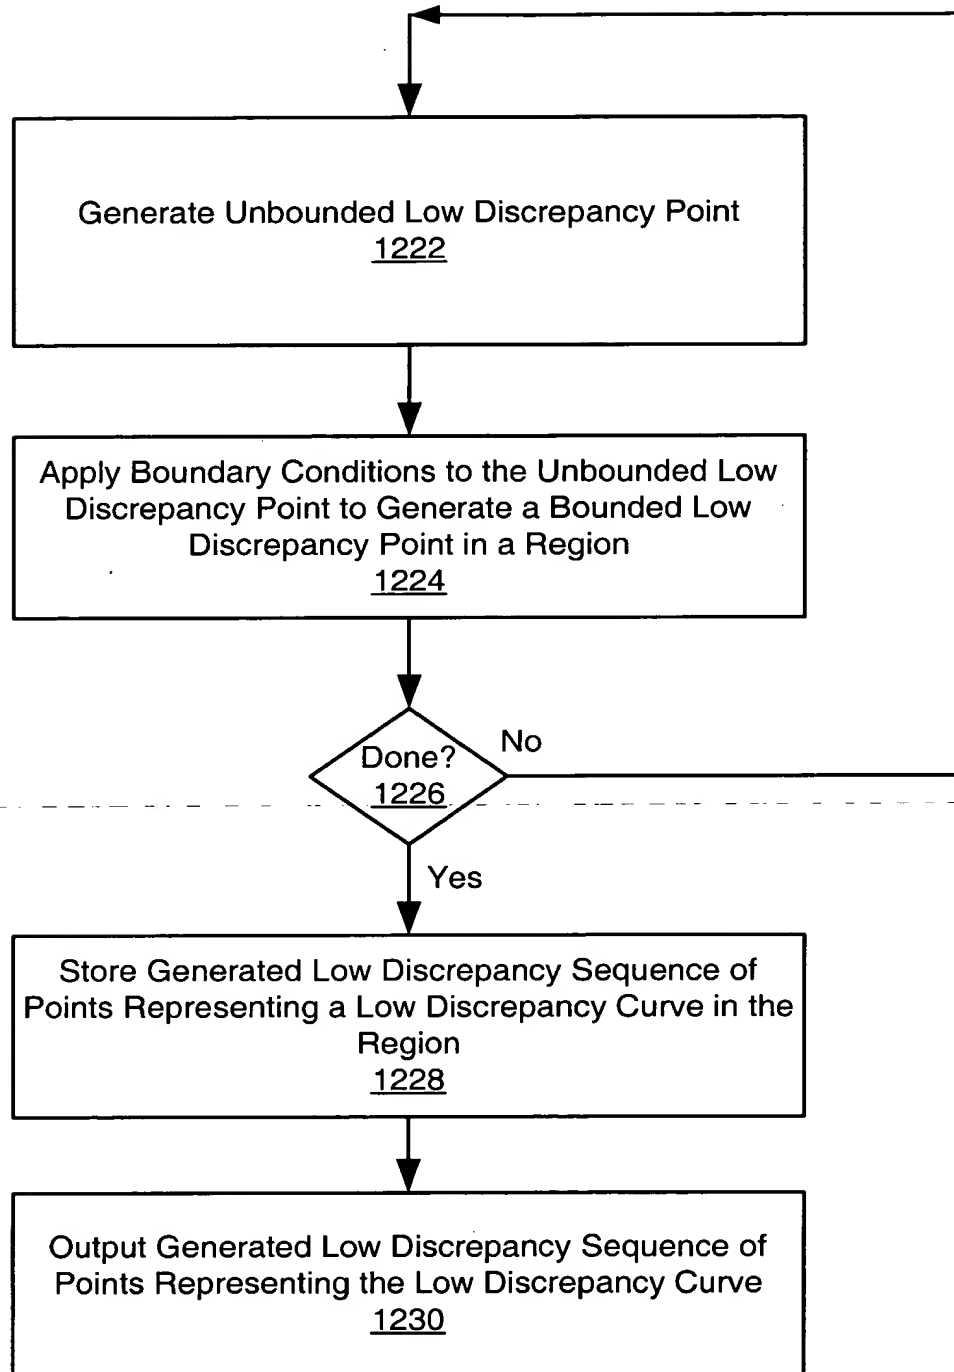 Generate Unbounded Low Discrepancy Point
1222
Apply Boundary Conditions to the Unbounded Low
Discrepancy Point to Generate a Bounded Low
Discrepancy Point in a Region
1224
Done?
1226
No
Yes
Store Generated Low Discrepancy Sequence of
Points Representing a Low Discrepancy Curve in the
Region
1228
Output Generated Low Discrepancy Sequence of
Points Representing the Low Discrepancy Curve
1230